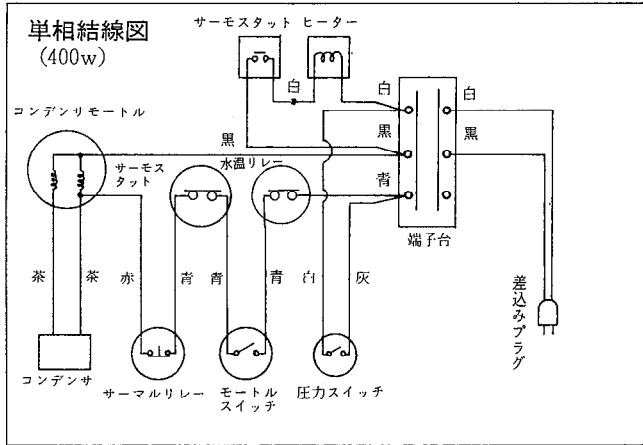 単相結線図
(400w)
サーモスタット ヒーター
白
白
白
コンデンサモートル
黒
黒
黒
サーモス
タット
水温リレー
青
端子台
茶
茶
赤
青
青
青
白
灰
差込みプラグ
コンデンサ
サーマルリレー
モートル
スイッチ
圧力スイッチ